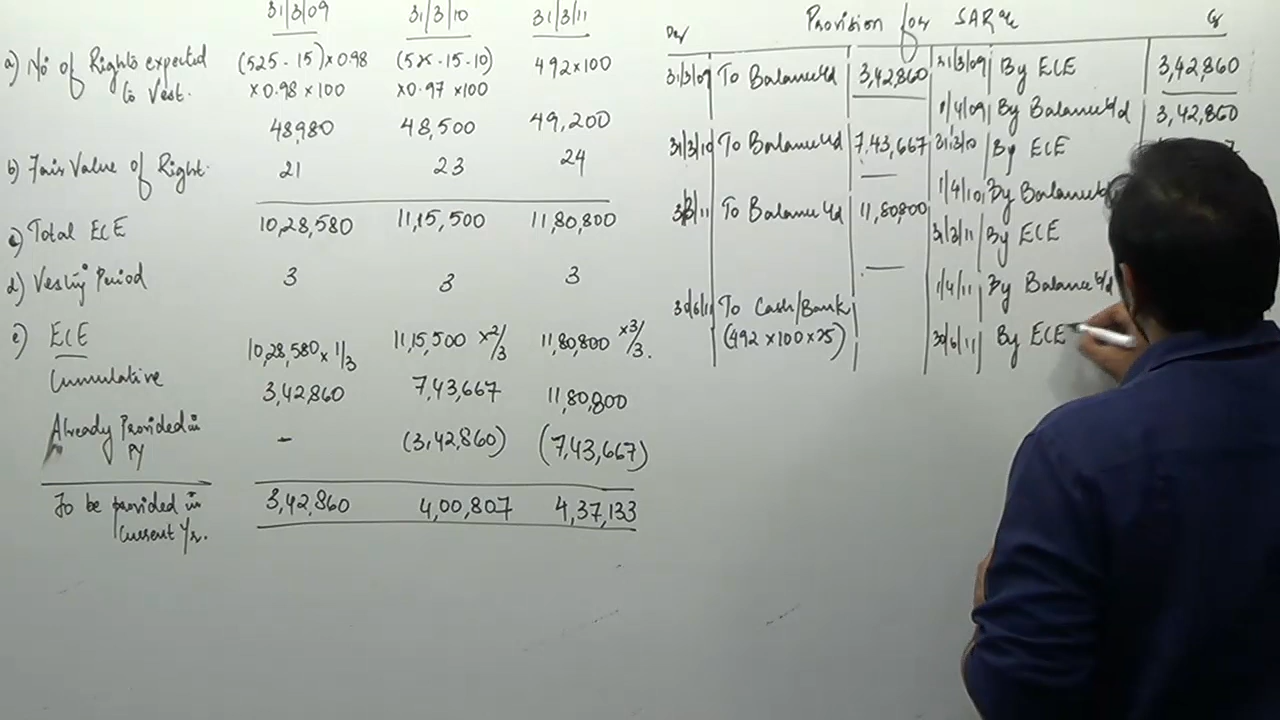 31/3/09 31/3/10 31/3/11
a) No of Rights expected to Vest. (525-15)×0.98 ×0.98×100 (525-15-10) ×0.97×100 492×100
48,980 48,500 49,200
b) Fair Value of Right. 21 23 24
c) Total ECE 10,28,580 11,15,500 11,80,800
d) Vesting Period 3 3 3
e) ECE 10,28,580×1/3 11,15,500×2/3 11,80,800×3/3.
Cumulative 3,42,860 7,43,667 11,80,800
Already Provided in PY - (3,42,860) (7,43,667)
To be provided in Current Yr. 3,42,860 4,00,807 4,37,133
Provision for SAR a/c
Dr Cr
31/3/09 To Balance c/d 3,42,860 31/3/09 By ECE 3,42,860
1/4/09 By Balance b/d 3,42,860
31/3/10 To Balance c/d 7,43,667 31/3/10 By ECE
1/4/10 By Balance b/d
31/3/11 To Balance c/d 11,80,800
31/3/11 By ECE
1/4/11 By Balance b/d
30/6/11 To Cash/Bank
(492×100×25) 30/6/11 By ECE